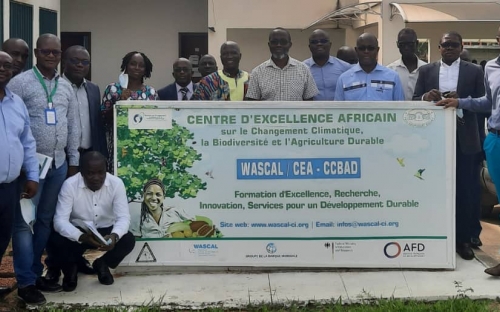 CENTRE D'EXCELLENCE AFRICAIN
sur le Changement Climatique,
la Biodiversité et l'Agriculture Durable
WASCAL / CEA - CCBAD
Formation d'Excellence, Recherche,
Innovation, Services pour un Développement Durable
Site web : www.wascal-ci.org | Email: infos@wascal-ci.org
WASCAL
AFD